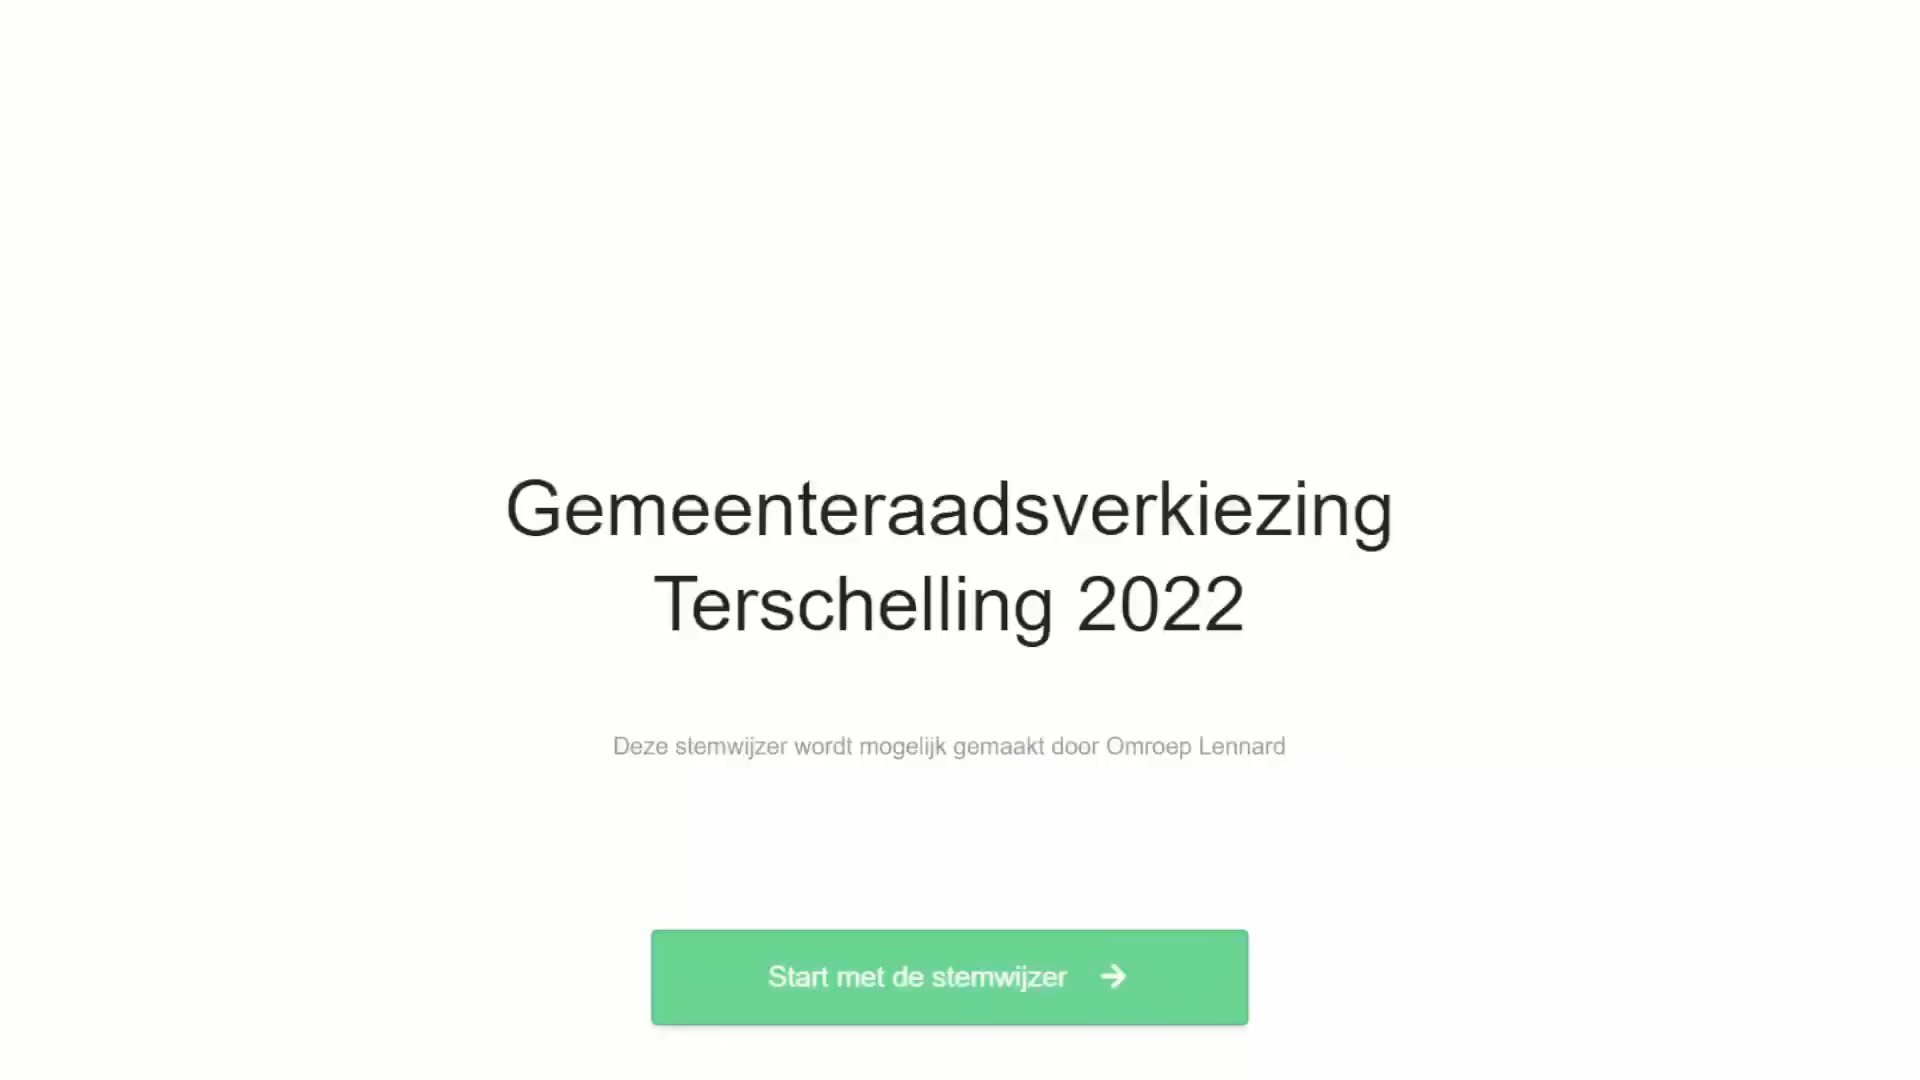 Gemeenteraadsverkiezing
Terschelling 2022
Deze stemwijzer wordt mogelijk gemaakt door Omroep Lennard
Start met de stemwijzer